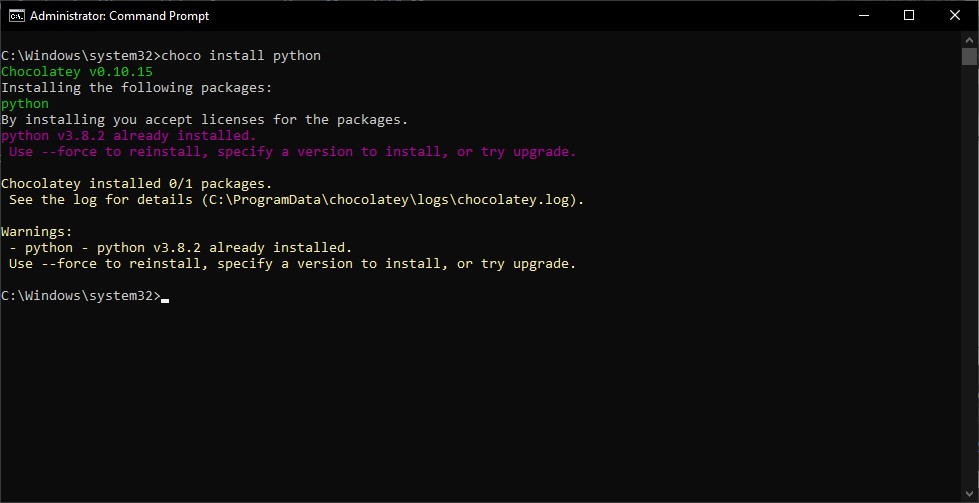 Administrator: Command Prompt
C:\Windows\system32>choco install python
Chocolatey v0.10.15
Installing the following packages:
python
By installing you accept licenses for the packages.
python v3.8.2 already installed.
 Use --force to reinstall, specify a version to install, or try upgrade.
Chocolatey installed 0/1 packages.
 See the log for details (C:\ProgramData\chocolatey\logs\chocolatey.log).
Warnings:
 - python - python v3.8.2 already installed.
 Use --force to reinstall, specify a version to install, or try upgrade.
C:\Windows\system32>